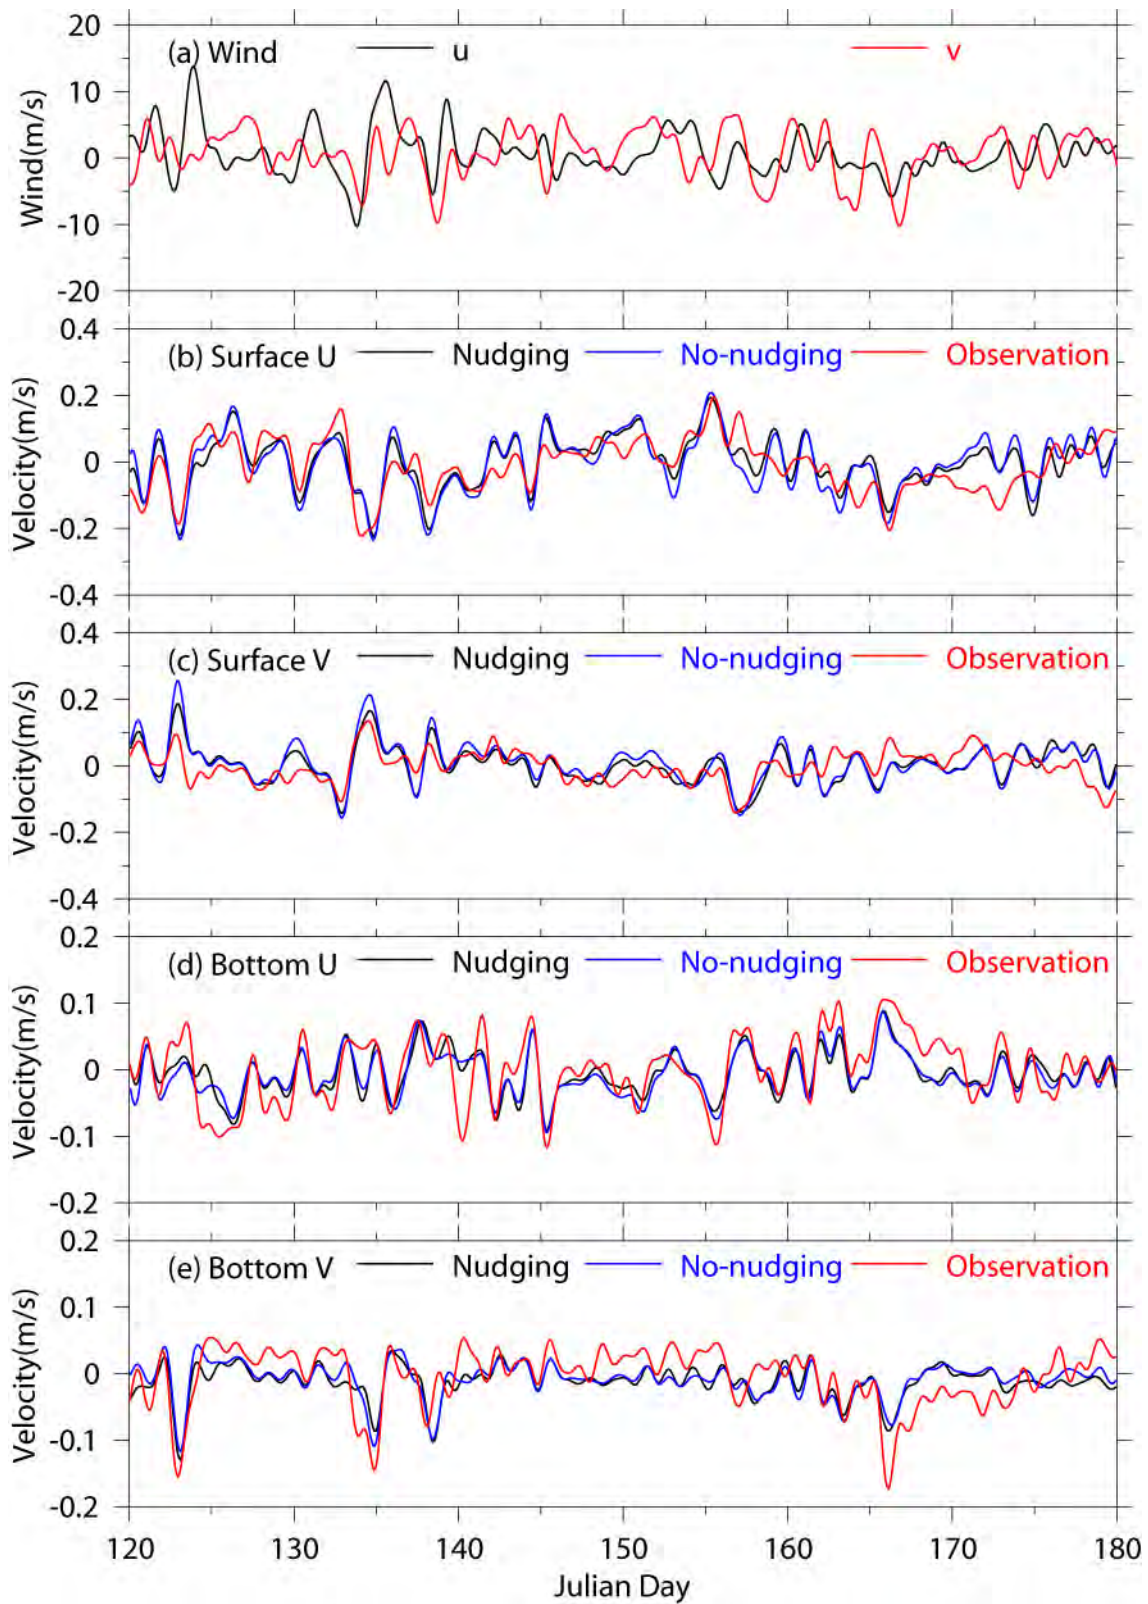 20
(a) Wind u v
10
0
-10
-20
Wind(m/s)
0.4
(b) Surface U Nudging No-nudging Observation
0.2
0
-0.2
-0.4
Velocity(m/s)
0.4
(c) Surface V Nudging No-nudging Observation
0.2
0
-0.2
-0.4
Velocity(m/s)
0.2
(d) Bottom U Nudging No-nudging Observation
0.1
0
-0.1
-0.2
Velocity(m/s)
0.2
(e) Bottom V Nudging No-nudging Observation
0.1
0
-0.1
-0.2
Velocity(m/s)
120 130 140 150 160 170 180
Julian Day